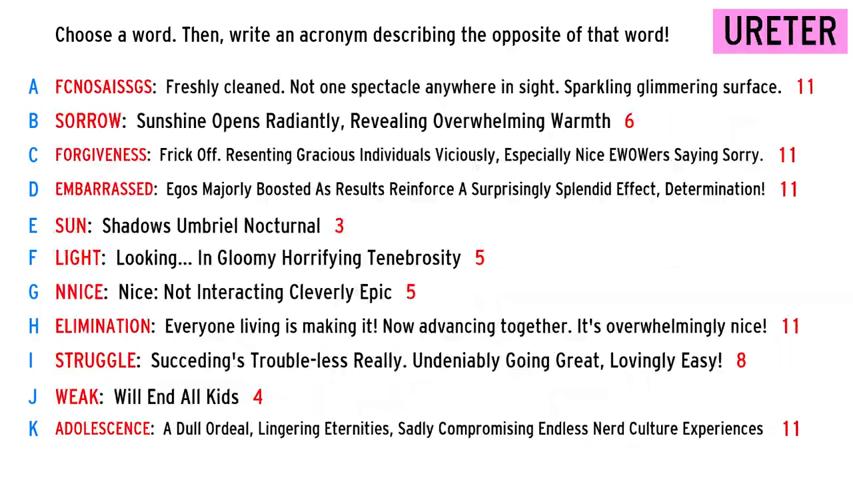 Choose a word. Then, write an acronym describing the opposite of that word!
URETER
A FCNOSAISSGS: Freshly cleaned. Not one spectacle anywhere in sight. Sparkling glimmering surface. 11
B SORROW: Sunshine Opens Radiantly, Revealing Overwhelming Warmth 6
C FORGIVENESS: Frick Off. Resenting Gracious Individuals Viciously, Especially Nice EWOWers Saying Sorry. 11
D EMBARRASSED: Egos Majorly Boosted As Results Reinforce A Surprisingly Splendid Effect, Determination! 11
E SUN: Shadows Umbriel Nocturnal 3
F LIGHT: Looking... In Gloomy Horrifying Tenebrosity 5
G NNICE: Nice: Not Interacting Cleverly Epic 5
H ELIMINATION: Everyone living is making it! Now advancing together. It's overwhelmingly nice! 11
I STRUGGLE: Succeding's Trouble-less Really. Undeniably Going Great, Lovingly Easy! 8
J WEAK: Will End All Kids 4
K ADOLESCENCE: A Dull Ordeal, Lingering Eternities, Sadly Compromising Endless Nerd Culture Experiences 11